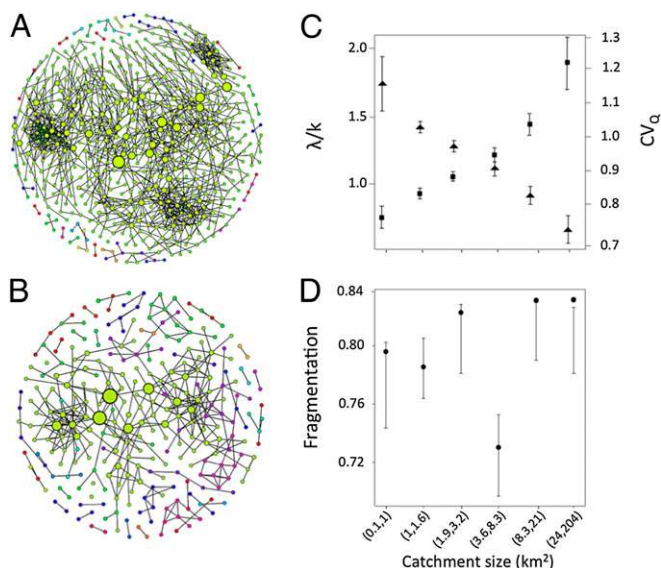 A
C
2.0
1.5
1.0
λ/k
1.3
1.2
1.1
1.0
0.9
0.8
0.7
CVQ
B
D
0.84
0.80
0.76
0.72
Fragmentation
(0.1,1)
(1,1.6)
(1.9,3.2)
(3.6,8.3)
(8.3,21)
(24,204)
Catchment size (km²)